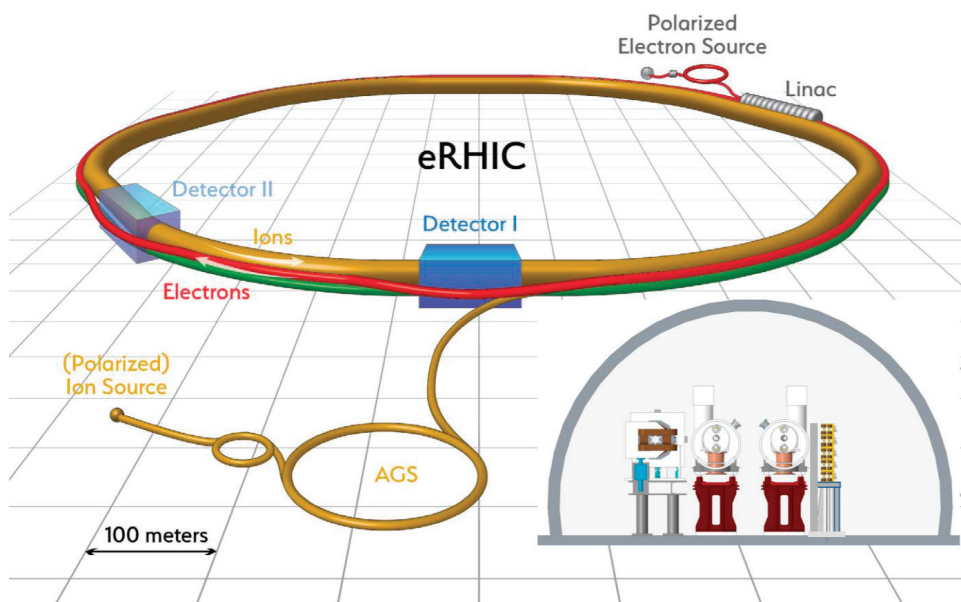 Polarized
Electron Source
Linac
eRHIC
Detector II
Detector I
Ions
Electrons
(Polarized)
Ion Source
AGS
100 meters